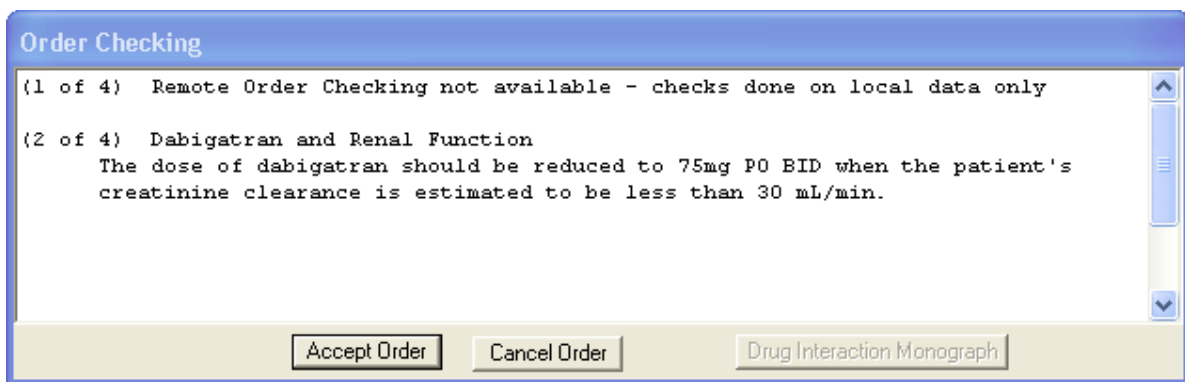 Order Checking
(1 of 4)  Remote Order Checking not available - checks done on local data only
(2 of 4)  Dabigatran and Renal Function
The dose of dabigatran should be reduced to 75mg PO BID when the patient's
creatinine clearance is estimated to be less than 30 mL/min.
Accept Order
Cancel Order
Drug Interaction Monograph